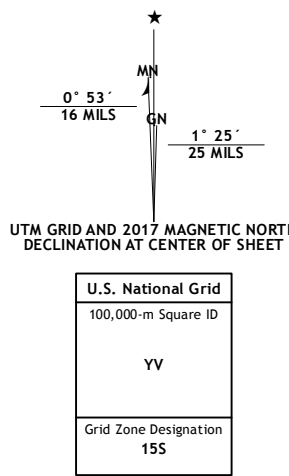 MN
0° 53´
16 MILS
GN
1° 25´
25 MILS
UTM GRID AND 2017 MAGNETIC NORTH
DECLINATION AT CENTER OF SHEET
U.S. National Grid
100,000-m Square ID
YV
Grid Zone Designation
15S